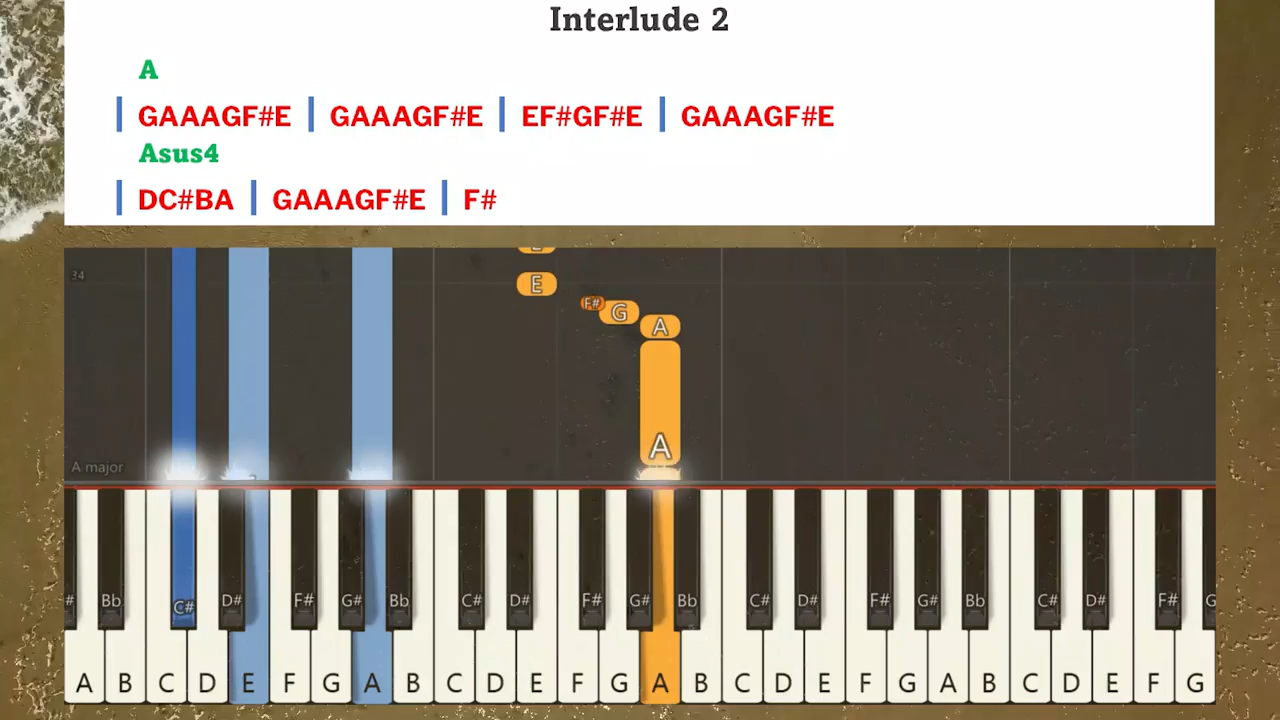 Interlude 2
A
| GAAAGF#E | GAAAGF#E | EF#GF#E | GAAAGF#E
Asus4
| DC#BA | GAAAGF#E | F#
34
E
F# G A
A
A major
# Bb C# D# F# G# Bb C# D# F# G# Bb C# D# F# G# Bb C# D# F# G
A B C D E F G A B C D E F G A B C D E F G A B C D E F G